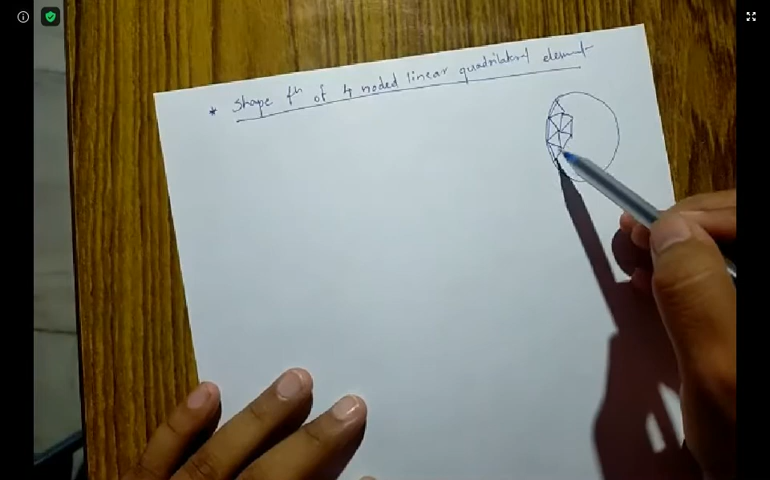 * Shape fn of 4 noded linear quadrilateral element